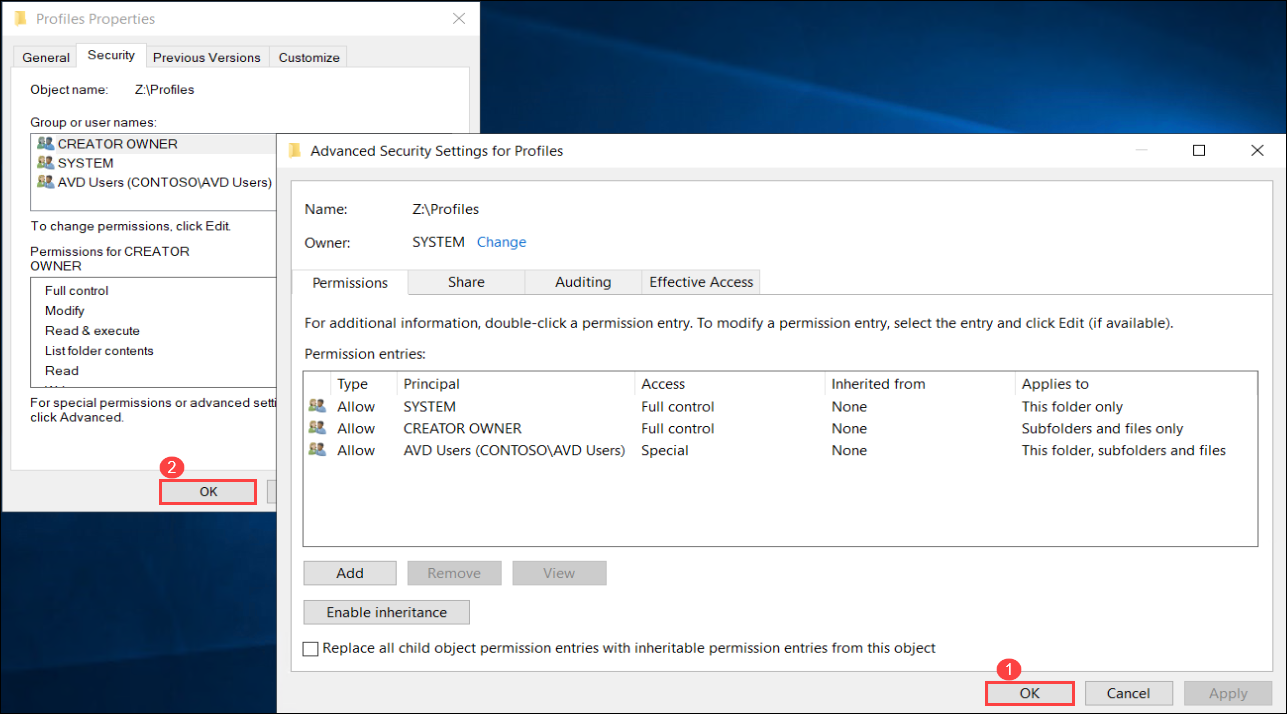 Profiles Properties
General Security Previous Versions Customize
Object name: Z:\Profiles
Group or user names:
CREATOR OWNER
SYSTEM
AVD Users (CONTOSO\AVD Users)
To change permissions, click Edit.
Permissions for CREATOR
OWNER
Full control
Modify
Read & execute
List folder contents
Read
For special permissions or advanced
click Advanced.
2
OK
Advanced Security Settings for Profiles
Name: Z:\Profiles
Owner: SYSTEM Change
Permissions Share Auditing Effective Access
For additional information, double-click a permission entry. To modify a permission entry, select the entry and click Edit (if available).
Permission entries:
Type Principal Access Inherited from Applies to
Allow SYSTEM Full control None This folder only
Allow CREATOR OWNER Full control None Subfolders and files only
Allow AVD Users (CONTOSO\AVD Users) Special None This folder, subfolders and files
Add Remove View
Enable inheritance
Replace all child object permission entries with inheritable permission entries from this object
1
OK Cancel Apply